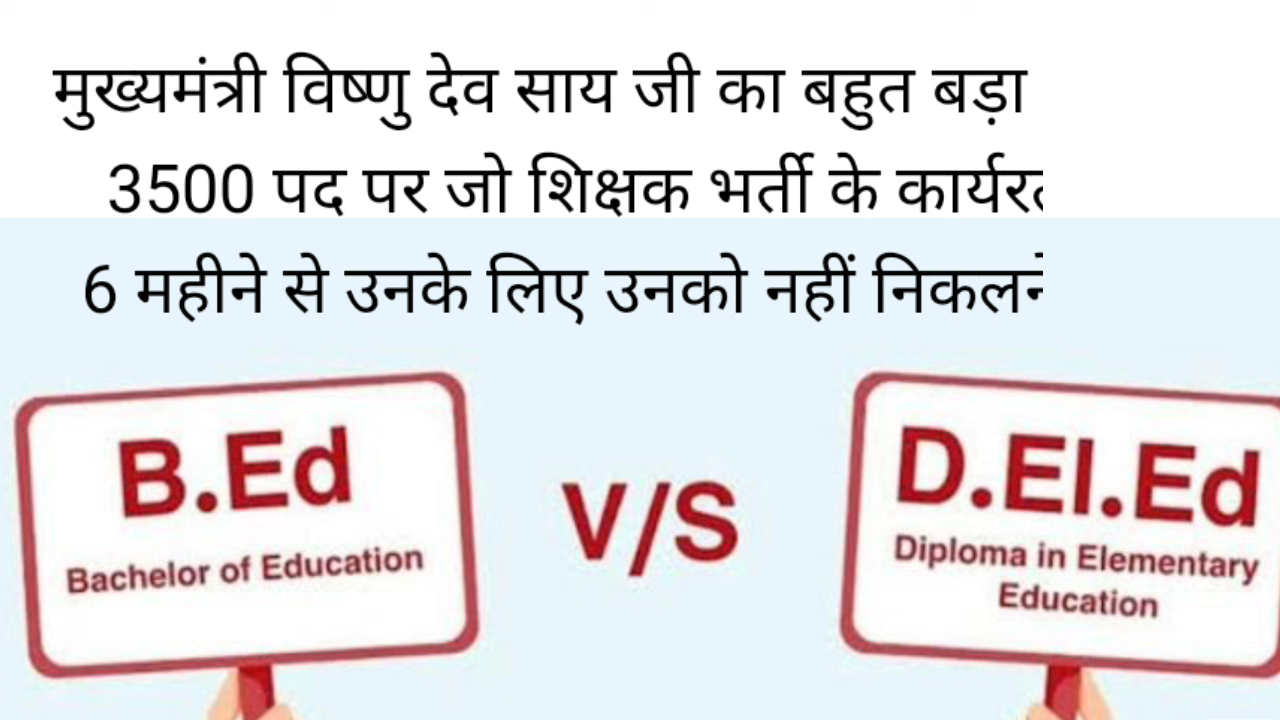 मुख्यमंत्री विष्णु देव साय जी का बहुत बड़ा
3500 पद पर जो शिक्षक भर्ती के
6 महीने से उनके लिए उनको नहीं
B.Ed
Bachelor of Education
V/S
D.El.Ed
Diploma in Elementary
Education